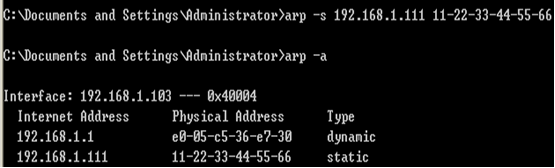 C:\Documents and Settings\Administrator>arp -s 192.168.1.111 11-22-33-44-55-66
C:\Documents and Settings\Administrator>arp -a
Interface: 192.168.1.103 --- 0x40004
Internet Address Physical Address Type
192.168.1.1 e0-05-c5-36-e7-30 dynamic
192.168.1.111 11-22-33-44-55-66 static